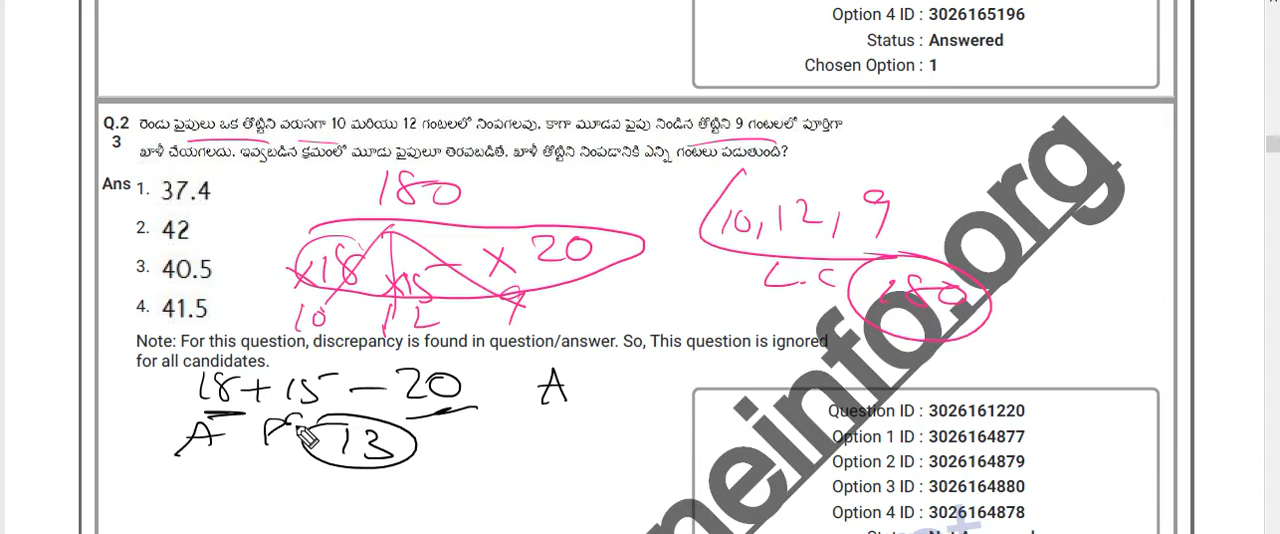 Option 4 ID : 3026165196
Status : Answered
Chosen Option : 1
Q.2
3
రెండు పైపులు ఒక తొట్టిని వరుసగా 10 మరియు 12 గంటలలో నింపగలవు, కాగా మూడవ పైపు నిండిన తొట్టిని 9 గంటలలో పూర్తిగా
ఖాళీ చేయగలదు. ఇవ్వబడిన క్రమంలో మూడు పైపులూ తెరవబడితే, ఖాళీ తొట్టిని నింపడానికి ఎన్ని గంటలు పడుతుంది?
Ans 1. 37.4
2. 42
3. 40.5
4. 41.5
180
×18 ×15 - × 20
10 12 9
10, 12, 9
L.C
180
Note: For this question, discrepancy is found in question/answer. So, This question is ignored
for all candidates.
18+15-20 A
A 13
Question ID : 3026161220
Option 1 ID : 3026164877
Option 2 ID : 3026164879
Option 3 ID : 3026164880
Option 4 ID : 3026164878
meinfo.org